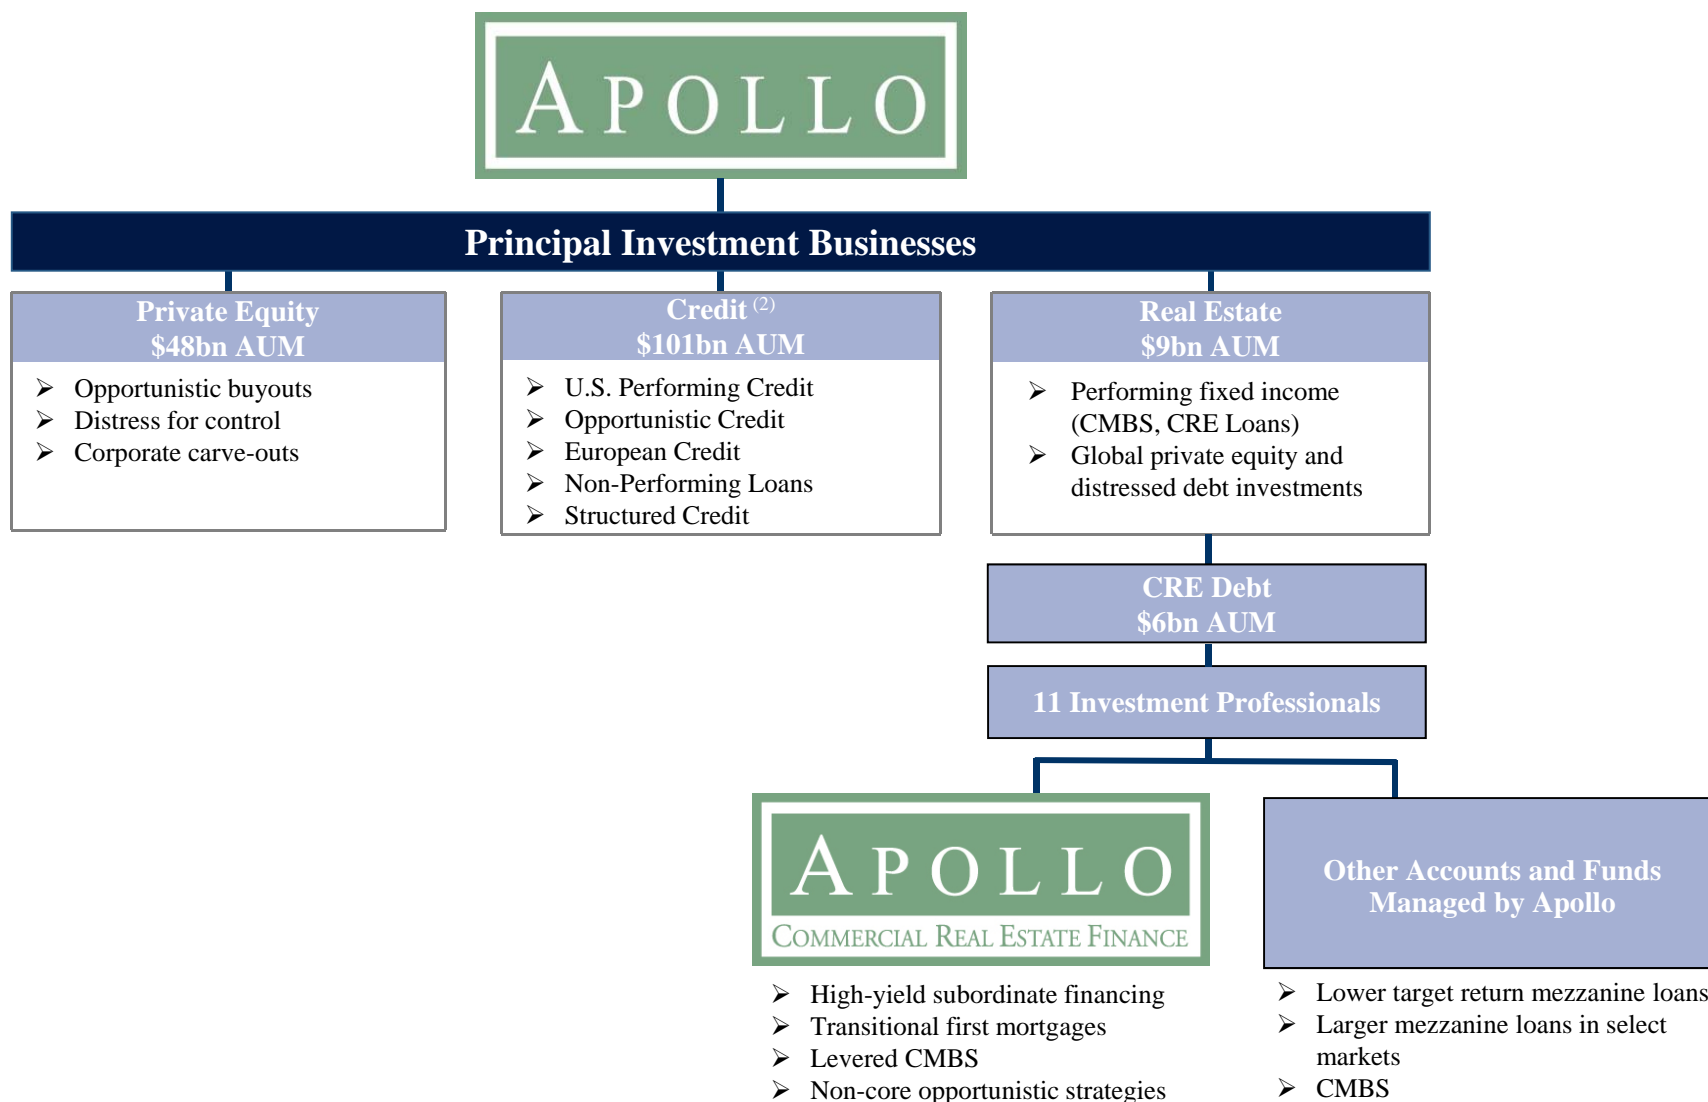 APOLLO
Principal Investment Businesses
Private Equity
$48bn AUM
➢ Opportunistic buyouts
➢ Distress for control
➢ Corporate carve-outs
Credit (2)
$101bn AUM
➢ U.S. Performing Credit
➢ Opportunistic Credit
➢ European Credit
➢ Non-Performing Loans
➢ Structured Credit
Real Estate
$9bn AUM
➢ Performing fixed income
(CMBS, CRE Loans)
➢ Global private equity and
distressed debt investments
CRE Debt
$6bn AUM
11 Investment Professionals
APOLLO
COMMERCIAL REAL ESTATE FINANCE
➢ High-yield subordinate financing
➢ Transitional first mortgages
➢ Levered CMBS
➢ Non-core opportunistic strategies
Other Accounts and Funds
Managed by Apollo
➢ Lower target return mezzanine loans
➢ Larger mezzanine loans in select
markets
➢ CMBS